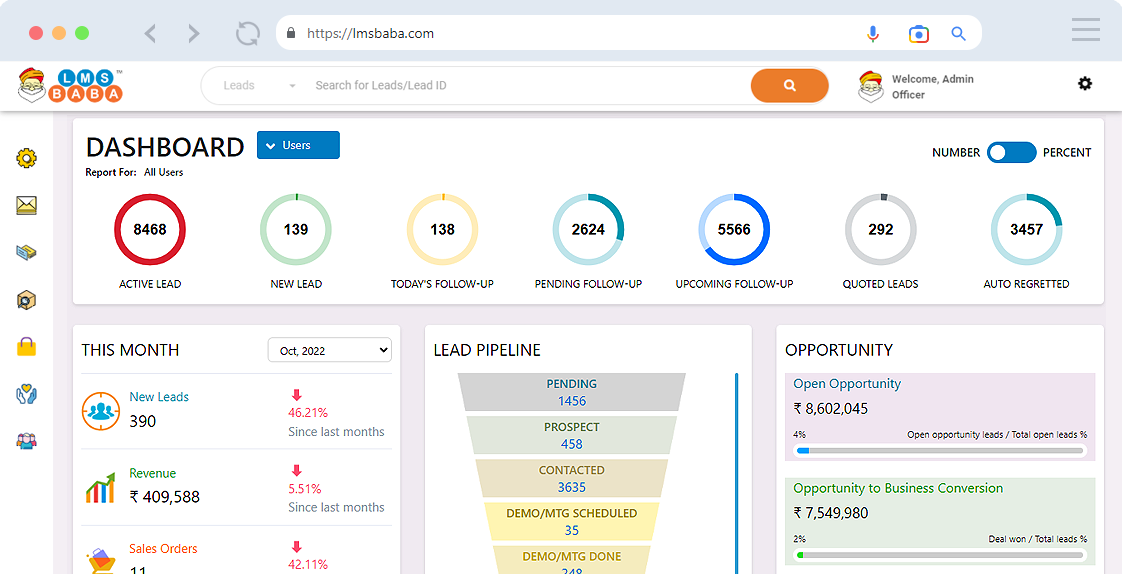 https://lmsbaba.com
LMS™
BABA
Leads
Search for Leads/Lead ID
Welcome, Admin
Officer
DASHBOARD
Users
Report For: All Users
NUMBER
PERCENT
8468
139
138
2624
5566
292
3457
ACTIVE LEAD
NEW LEAD
TODAY'S FOLLOW-UP
PENDING FOLLOW-UP
UPCOMING FOLLOW-UP
QUOTED LEADS
AUTO REGRETTED
THIS MONTH
Oct, 2022
New Leads
390
46.21%
Since last months
Revenue
₹ 409,588
5.51%
Since last months
Sales Orders
11
42.11%
LEAD PIPELINE
PENDING
1456
PROSPECT
458
CONTACTED
3635
DEMO/MTG SCHEDULED
35
DEMO/MTG DONE
248
OPPORTUNITY
Open Opportunity
₹ 8,602,045
4%
Open opportunity leads / Total open leads %
Opportunity to Business Conversion
₹ 7,549,980
2%
Deal won / Total leads %